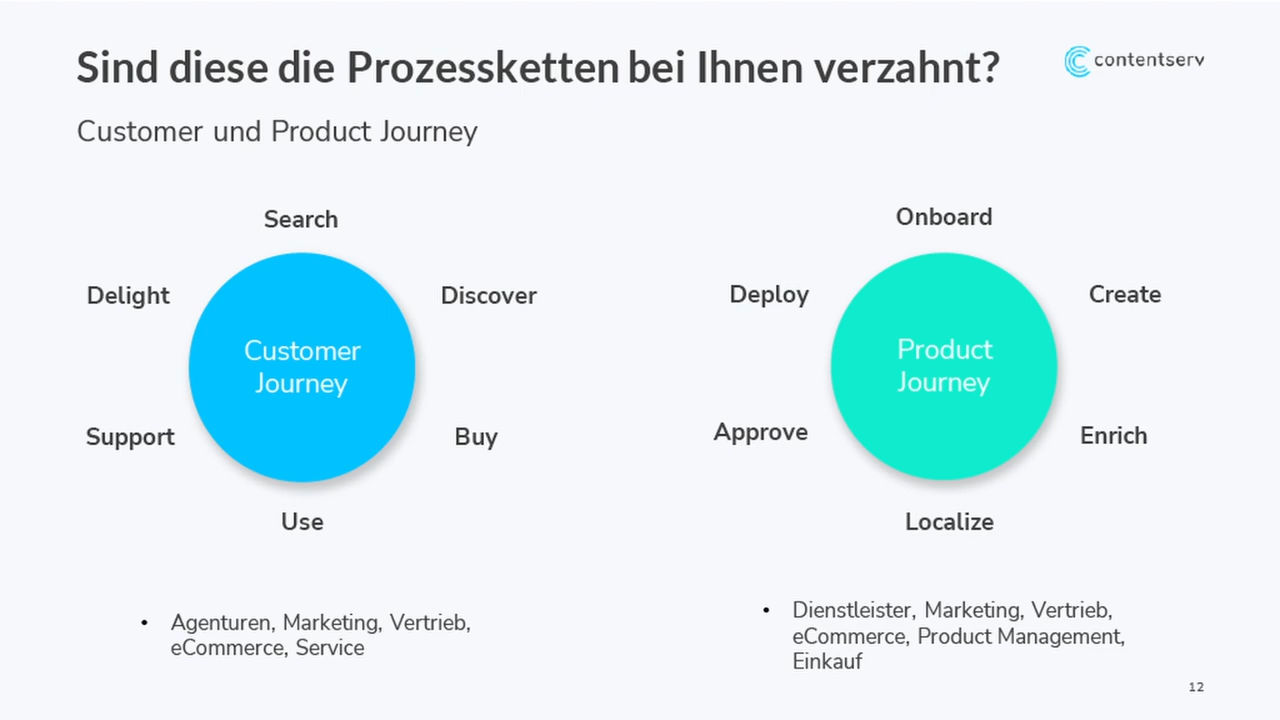 Sind diese die Prozessketten bei Ihnen verzahnt?
contentserv
Customer und Product Journey
Search
Delight
Discover
Customer
Journey
Support
Buy
Use
Agenturen, Marketing, Vertrieb,
eCommerce, Service
Onboard
Deploy
Create
Product
Journey
Approve
Enrich
Localize
Dienstleister, Marketing, Vertrieb,
eCommerce, Product Management,
Einkauf
12